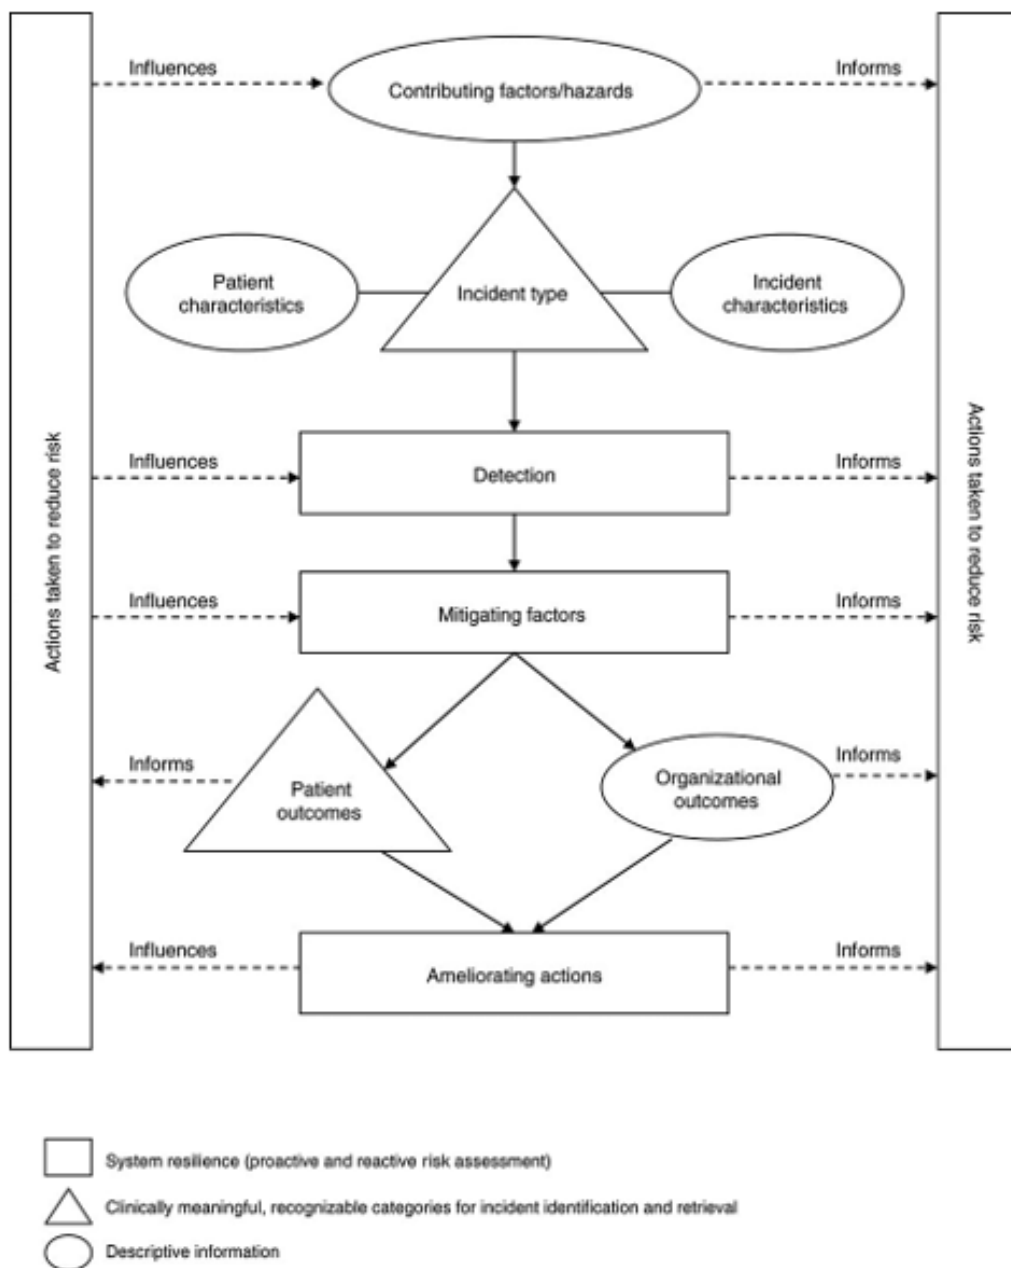 Influences
Informs
Contributing factors/hazards
Patient
characteristics
Incident type
Incident
characteristics
Actions taken to reduce risk
Actions taken to reduce risk
Influences
Detection
Informs
Influences
Mitigating factors
Informs
Informs
Patient
outcomes
Organizational
outcomes
Informs
Influences
Ameliorating actions
Informs
System resilience (proactive and reactive risk assessment)
Clinically meaningful, recognizable categories for incident identification and retrieval
Descriptive information